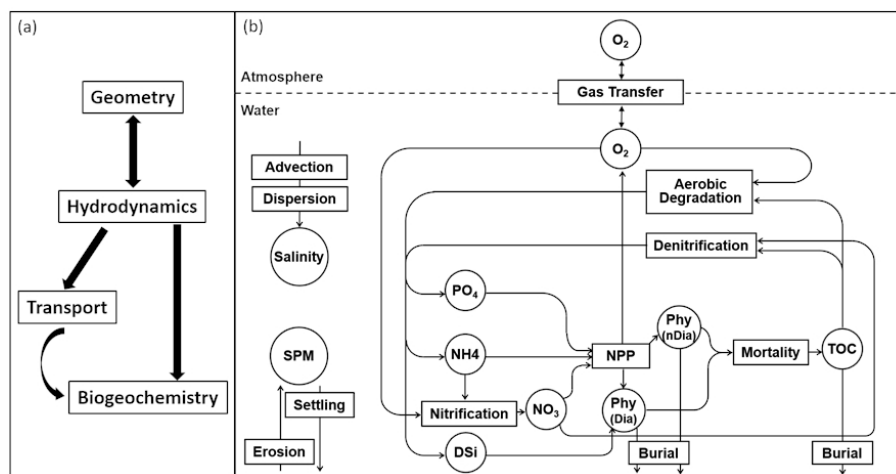 (a)
Geometry
Hydrodynamics
Transport
Biogeochemistry
(b)
O₂
Atmosphere
Gas Transfer
Water
O₂
Advection
Dispersion
Salinity
Aerobic
Degradation
Denitrification
PO₄
Phy
(nDia)
SPM
NH4
NPP
Mortality
TOC
Settling
Nitrification
NO₃
Phy
(Dia)
Erosion
DSi
Burial
Burial